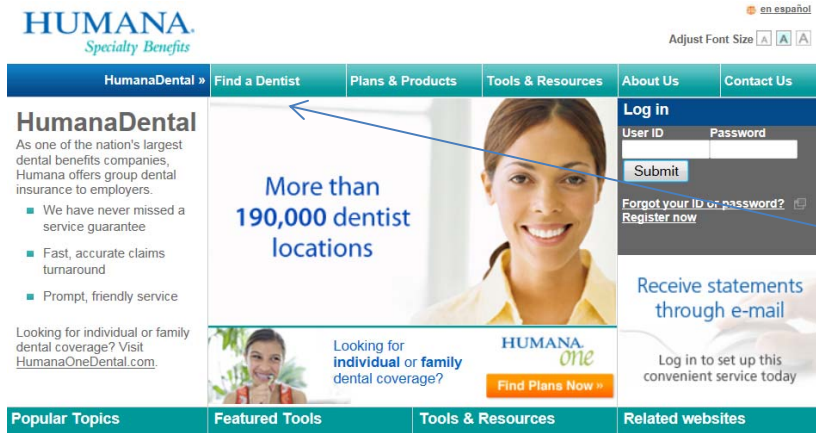 HUMANA.
Specialty Benefits
en español
Adjust Font Size A A A
HumanaDental »
Find a Dentist
Plans & Products
Tools & Resources
About Us
Contact Us
HumanaDental
As one of the nation's largest
dental benefits companies,
Humana offers group dental
insurance to employers.
We have never missed a
service guarantee
Fast, accurate claims
turnaround
Prompt, friendly service
Looking for individual or family
dental coverage? Visit
HumanaOneDental.com.
More than
190,000 dentist
locations
Looking for
individual or family
dental coverage?
HUMANA.
One
Find Plans Now »
Log in
User ID Password
Submit
Forgot your ID or password?
Register now
Receive statements
through e-mail
Log in to set up this
convenient service today
Popular Topics
Featured Tools
Tools & Resources
Related websites